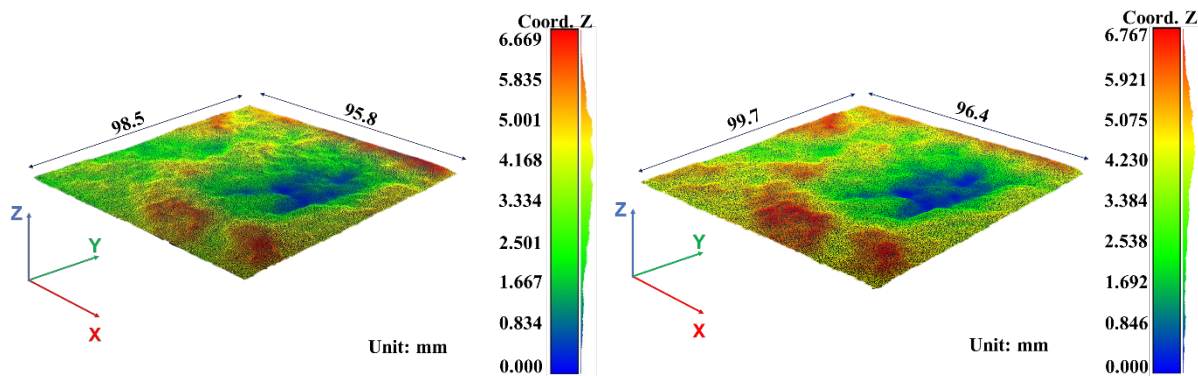 Coord. Z
6.669
5.835
5.001
4.168
3.334
2.501
1.667
0.834
0.000
98.5
95.8
Z
Y
X
Unit: mm
Coord. Z
6.767
5.921
5.075
4.230
3.384
2.538
1.692
0.846
0.000
99.7
96.4
Z
Y
X
Unit: mm